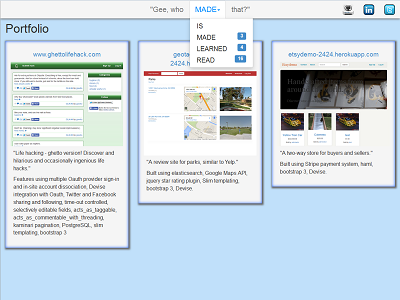 "Gee, who MADE that?"
IS
MADE 3
LEARNED 4
READ 16
Portfolio
www.ghettolifehack.com
"Life hacking - ghetto version! Discover and
hilarious and occasionally ingenious life
hacks."
Features using multiple Oauth provider sign-in
and in-site account dissociation, Devise
integration with Oauth, Twitter and Facebook
sharing and following, time-out controlled,
selectively editable fields, acts_as_taggable,
acts_as_commentable_with_threading,
kaminari pagination, PostgreSQL, slim
templating, bootstrap 3
2424.h
"A review site for parks, similar to Yelp."
Built using elasticsearch, Google Maps API,
jquery star rating plugin, Slim templating,
bootstrap 3, Devise.
etsydemo-2424.herokuapp.com
"A two-way store for buyers and sellers."
Built using Stripe payment system, haml,
bootstrap 3, Devise.